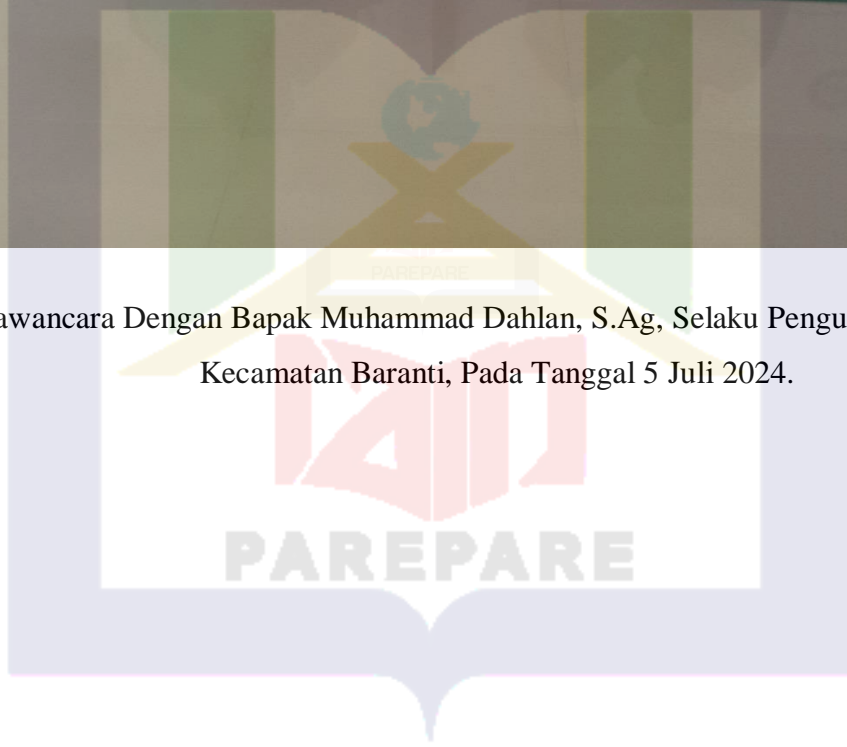 PAREPARE
awancara Dengan Bapak Muhammad Dahlan, S.Ag, Selaku Pengu
Kecamatan Baranti, Pada Tanggal 5 Juli 2024.
PAREPARE